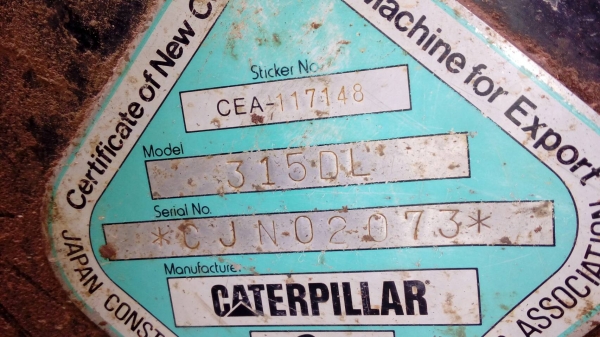 Certificate of New C
Machine for Export
Sticker No.
CEA-117148
Model
315DL
Serial No.
*CJN02073*
Manufacturer
CATERPILLAR
JAPAN CONST
ASSOCIATION